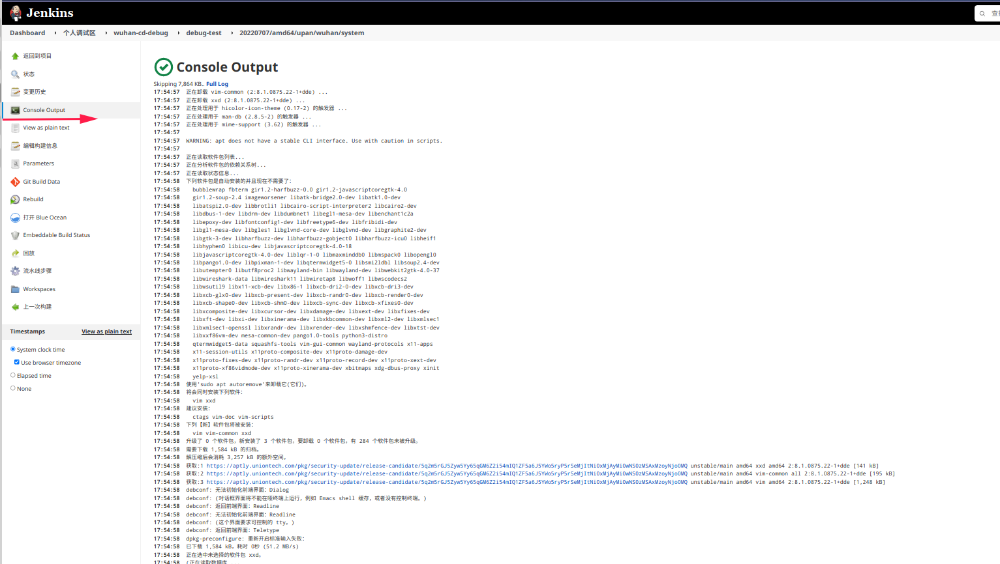 Jenkins
查找
Dashboard 个人调试区 wuhan-cd-debug debug-test 20220707/amd64/upan/wuhan/system
返回到项目
状态
变更历史
Console Output
View as plain text
编辑构建信息
Parameters
Git Build Data
Rebuild
打开 Blue Ocean
Embeddable Build Status
回放
流水线步骤
Workspaces
上一次构建
Timestamps View as plain text
System clock time
Use browser timezone
Elapsed time
None
Console Output
Skipping 7,864 KB.. Full Log
17:54:57 正在卸载 vim-common (2:8.1.0875.22-1+dde) ...
17:54:57 正在卸载 xxd (2:8.1.0875.22-1+dde) ...
17:54:57 正在处理用于 hicolor-icon-theme (0.17-2) 的触发器 ...
17:54:57 正在处理用于 man-db (2.8.5-2) 的触发器 ...
17:54:57 正在处理用于 mime-support (3.62) 的触发器 ...
17:54:57
17:54:57 WARNING: apt does not have a stable CLI interface. Use with caution in scripts.
17:54:57
17:54:57 正在读取软件包列表...
17:54:57 正在分析软件包的依赖关系树...
17:54:57 正在读取状态信息...
17:54:58 下列软件包是自动安装的并且现在不需要了:
17:54:58 bubblewrap fbterm gir1.2-harfbuzz-0.0 gir1.2-javascriptcoregtk-4.0
17:54:58 gir1.2-soup-2.4 imageworsener libatk-bridge2.0-dev libatk1.0-dev
17:54:58 libatspi2.0-dev libbrotli1 libcairo-script-interpreter2 libcairo2-dev
17:54:58 libdbus-1-dev libdrm-dev libdumbnet1 libegl1-mesa-dev libenchant1c2a
17:54:58 libepoxy-dev libfontconfig1-dev libfreetype6-dev libfribidi-dev
17:54:58 libgl1-mesa-dev libgles1 libglvnd-core-dev libglvnd-dev libgraphite2-dev
17:54:58 libgtk-3-dev libharfbuzz-dev libharfbuzz-gobject0 libharfbuzz-icu0 libheif1
17:54:58 libhyphen0 libicu-dev libjavascriptcoregtk-4.0-18
17:54:58 libjavascriptcoregtk-4.0-dev liblqr-1-0 libmaxminddb0 libmspack0 libopengl0
17:54:58 libpango1.0-dev libpixman-1-dev libqtermwidget5-0 libsmi2ldbl libsoup2.4-dev
17:54:58 libutempter0 libutf8proc2 libwayland-bin libwayland-dev libwebkit2gtk-4.0-37
17:54:58 libwireshark-data libwireshark11 libwiretap8 libwoff1 libwscodecs2
17:54:58 libwsutil9 libx11-xcb-dev libx86-1 libxcb-dri2-0-dev libxcb-dri3-dev
17:54:58 libxcb-glx0-dev libxcb-present-dev libxcb-randr0-dev libxcb-render0-dev
17:54:58 libxcb-shape0-dev libxcb-shm0-dev libxcb-sync-dev libxcb-xfixes0-dev
17:54:58 libxcomposite-dev libxcursor-dev libxdamage-dev libxext-dev libxfixes-dev
17:54:58 libxft-dev libxi-dev libxinerama-dev libxkbcommon-dev libxml2-dev libxmlsec1
17:54:58 libxmlsec1-openssl libxrandr-dev libxrender-dev libxshmfence-dev libxtst-dev
17:54:58 libxxf86vm-dev mesa-common-dev pango1.0-tools python3-distro
17:54:58 qtermwidget5-data squashfs-tools vim-gui-common wayland-protocols x11-apps
17:54:58 x11-session-utils x11proto-composite-dev x11proto-damage-dev
17:54:58 x11proto-fixes-dev x11proto-randr-dev x11proto-record-dev x11proto-xext-dev
17:54:58 x11proto-xf86vidmode-dev x11proto-xinerama-dev xbitmaps xdg-dbus-proxy xinit
17:54:58 yelp-xsl
17:54:58 使用'sudo apt autoremove'来卸载它(它们)。
17:54:58 将会同时安装下列软件:
17:54:58 vim xxd
17:54:58 建议安装:
17:54:58 ctags vim-doc vim-scripts
17:54:58 下列【新】软件包将被安装:
17:54:58 vim vim-common xxd
17:54:58 升级了 0 个软件包，新安装了 3 个软件包，要卸载 0 个软件包，有 284 个软件包未被升级。
17:54:58 需要下载 1,584 kB 的归档。
17:54:58 解压缩后会消耗 3,257 kB 的额外空间。
17:54:58 获取:1 https://aptly.uniontech.com/pkg/security-update/release-candidate/5q2m5rGJ5Zyw5Yy65qGM6Z2i54mIQ1ZF5a6J5YWo5ryP5rSeMjItNiOxMjAyMiOwNSOzMSAxMzoyNjo0MQ unstable/main amd64 xxd amd64 2:8.1.0875.22-1+dde [141 kB]
17:54:58 获取:2 https://aptly.uniontech.com/pkg/security-update/release-candidate/5q2m5rGJ5Zyw5Yy65qGM6Z2i54mIQ1ZF5a6J5YWo5ryP5rSeMjItNiOxMjAyMiOwNSOzMSAxMzoyNjo0MQ unstable/main amd64 vim-common all 2:8.1.0875.22-1+dde [195 kB]
17:54:58 获取:3 https://aptly.uniontech.com/pkg/security-update/release-candidate/5q2m5rGJ5Zyw5Yy65qGM6Z2i54mIQ1ZF5a6J5YWo5ryP5rSeMjItNiOxMjAyMiOwNSOzMSAxMzoyNjo0MQ unstable/main amd64 vim amd64 2:8.1.0875.22-1+dde [1,248 kB]
17:54:58 debconf: 无法初始化前端界面：Dialog
17:54:58 debconf: (对话框界面将不能在哑终端上运行，例如 Emacs shell 缓存，或者没有控制终端。)
17:54:58 debconf: 返回前端界面：Readline
17:54:58 debconf: 无法初始化前端界面：Readline
17:54:58 debconf: (这个界面要求可控制的 tty。)
17:54:58 debconf: 返回前端界面：Teletype
17:54:58 dpkg-preconfigure: 重新开启标准输入失败：
17:54:58 已下载 1,584 kB，耗时 0秒 (51.2 MB/s)
17:54:58 正在选中未选择的软件包 xxd。
17:54:58 (正在读取数据库